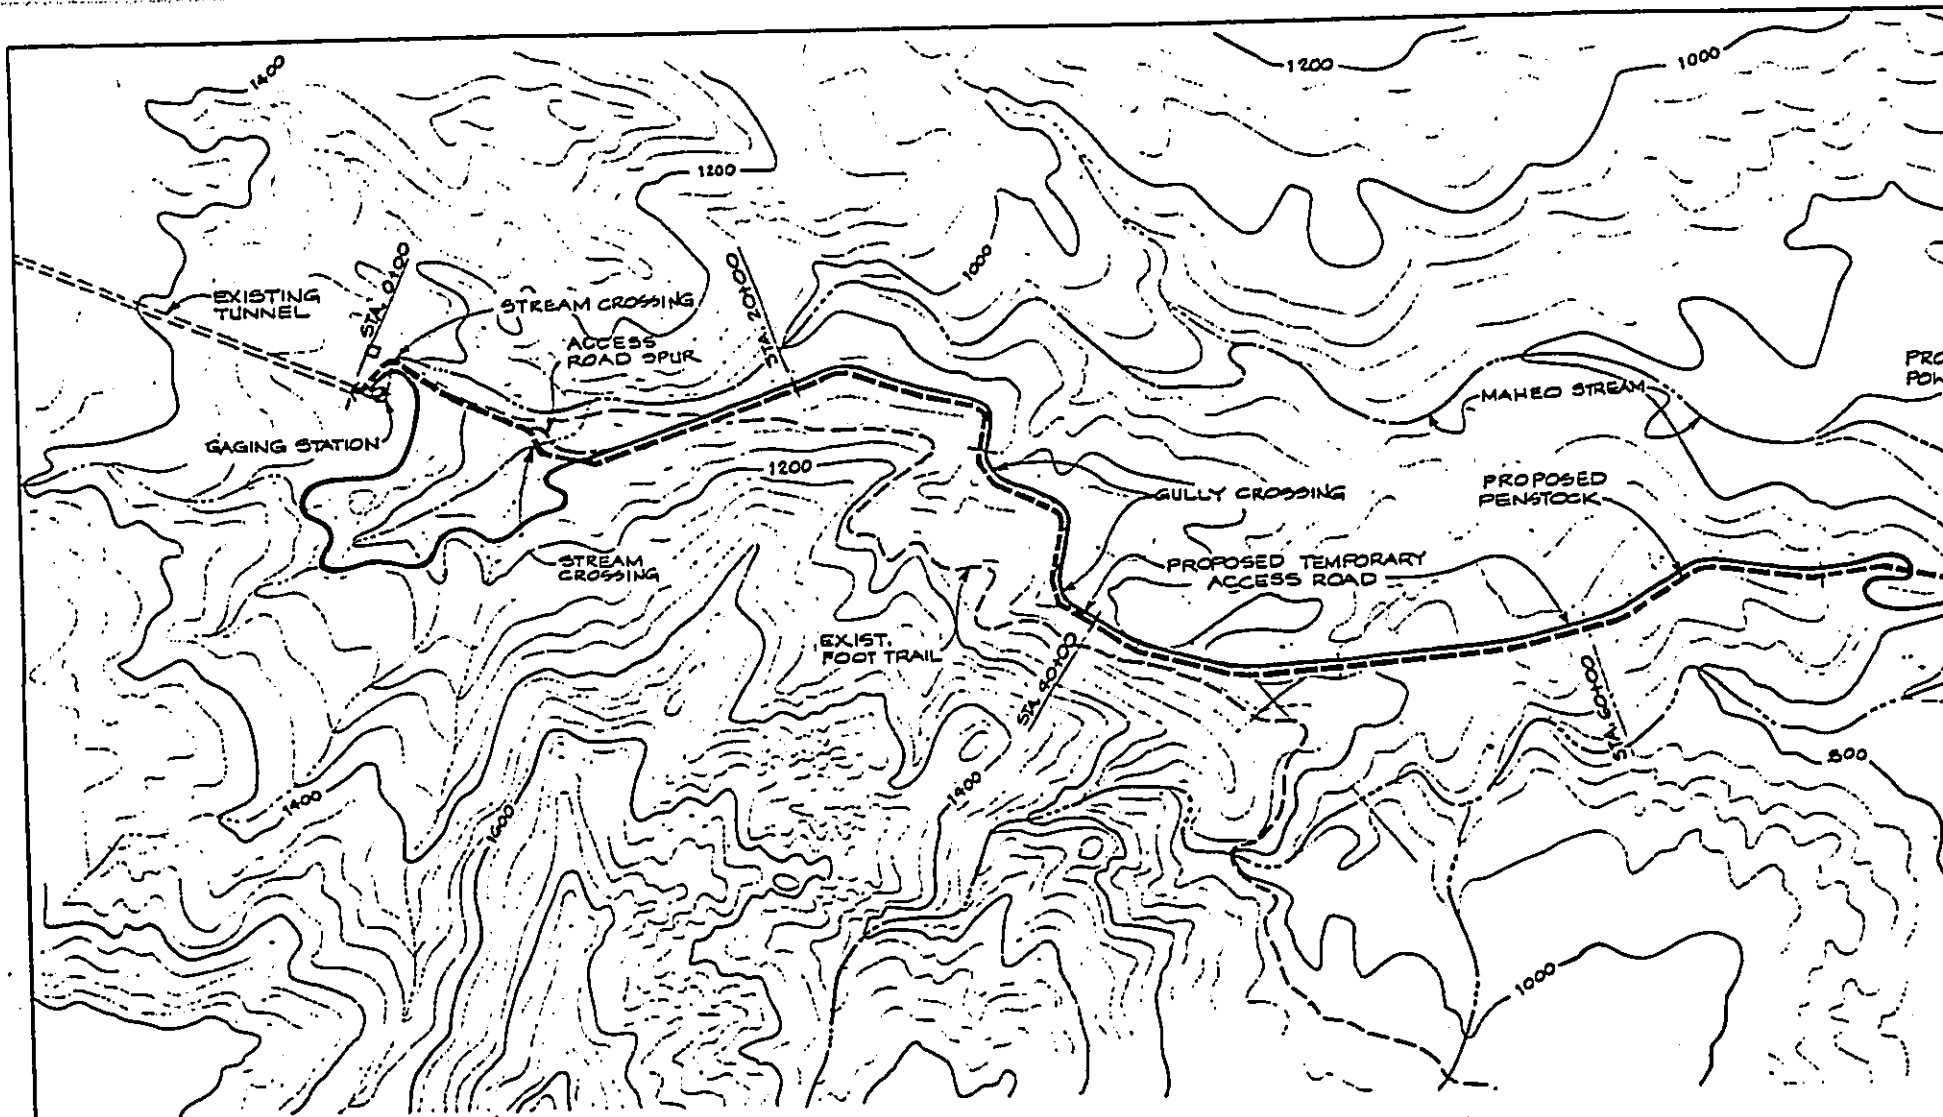 1400
1200
1000
1200
1000
EXISTING
TUNNEL
STA. 0+00
STREAM CROSSING
STA. 20+00
ACCESS
ROAD SPUR
GAGING STATION
MAHEO STREAM
1200
GULLY CROSSING
PROPOSED
PENSTOCK
STREAM
CROSSING
PROPOSED TEMPORARY
ACCESS ROAD
EXIST.
FOOT TRAIL
STA. 40+00
STA. 60+00
800
1400
1600
1400
1000